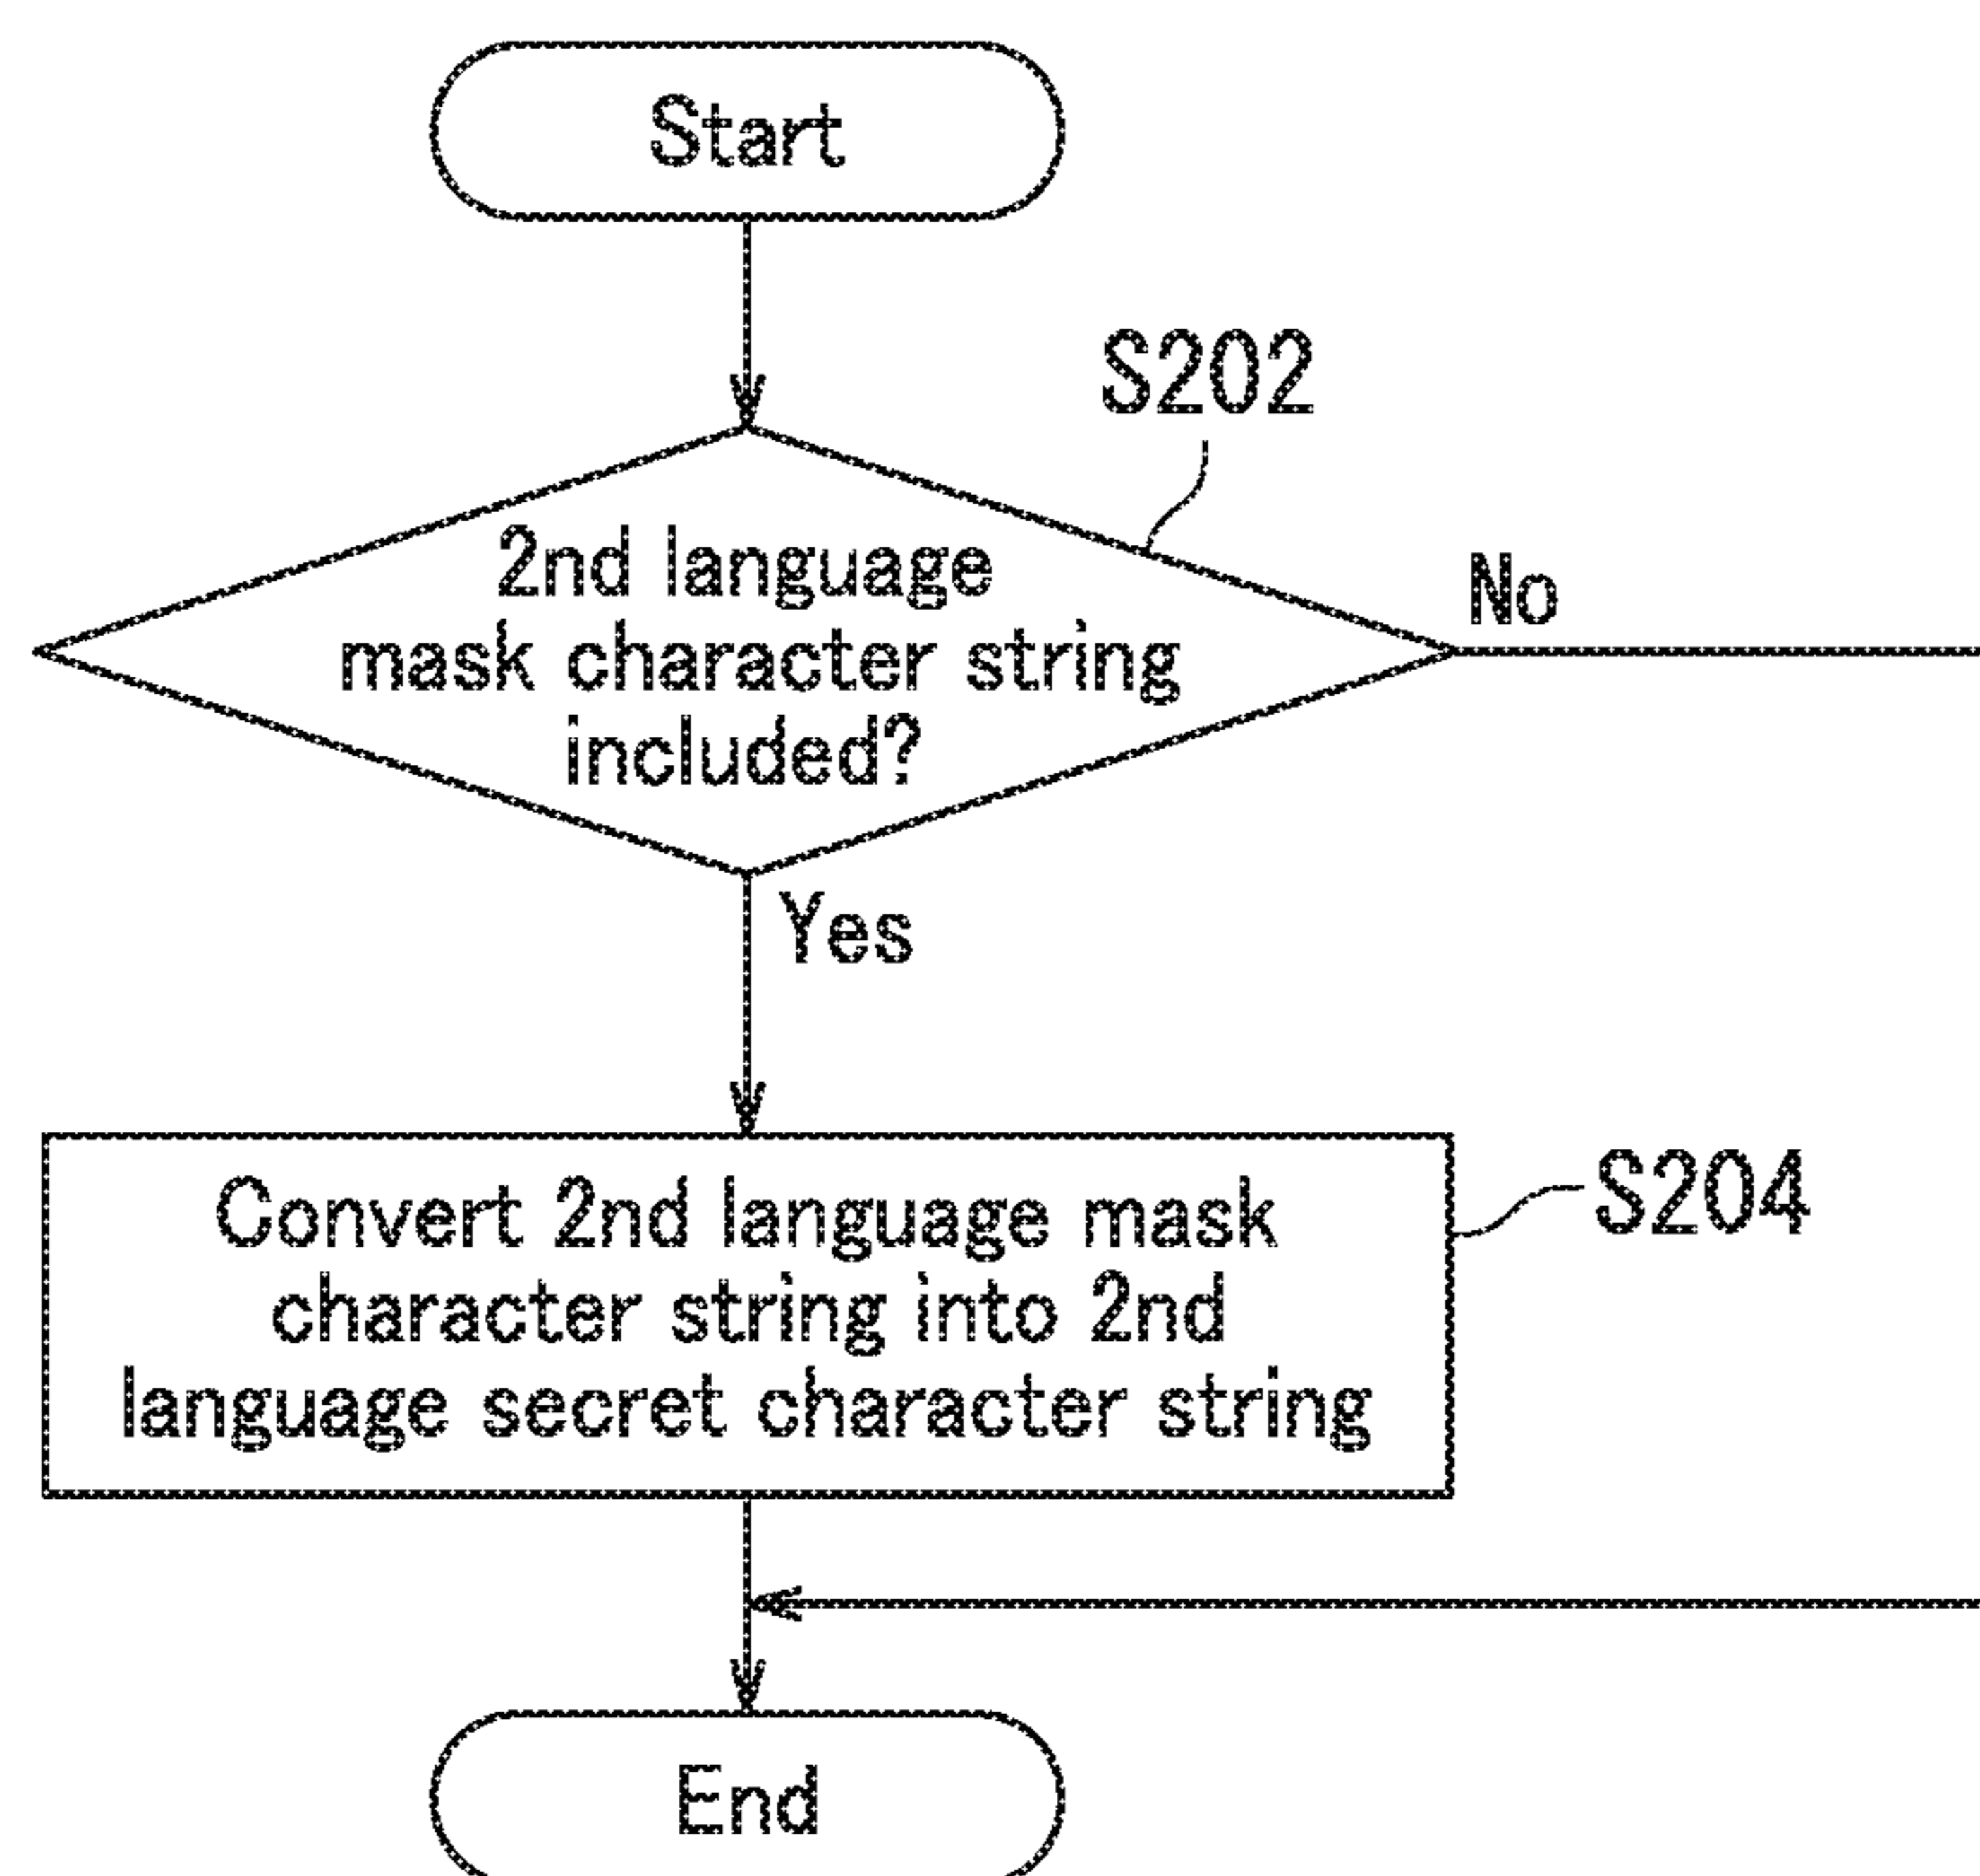 Start
S202
2nd language
mask character string
included?
No
Yes
Convert 2nd language mask
character string into 2nd
language secret character string
S204
End